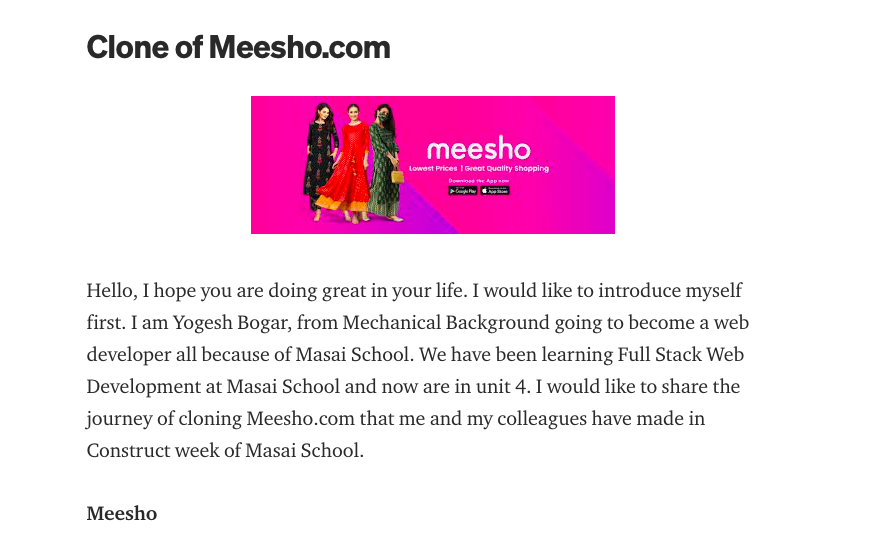 Clone of Meesho.com
meesho
Lowest Prices | Great Quality Shopping
Download the App now
Google Play
App Store
Hello, I hope you are doing great in your life. I would like to introduce myself
first. I am Yogesh Bogar, from Mechanical Background going to become a web
developer all because of Masai School. We have been learning Full Stack Web
Development at Masai School and now are in unit 4. I would like to share the
journey of cloning Meesho.com that me and my colleagues have made in
Construct week of Masai School.
Meesho